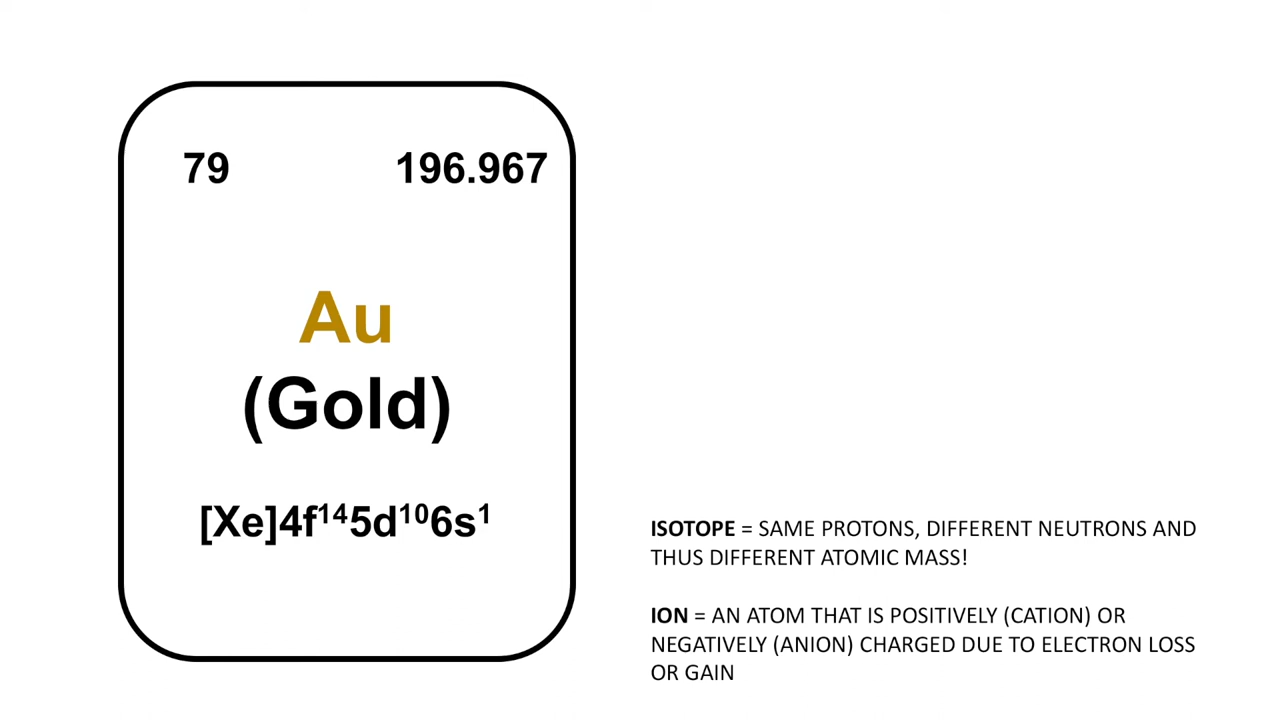 79 196.967
Au
(Gold)
[Xe]4f¹⁴5d¹⁰6s¹
ISOTOPE = SAME PROTONS, DIFFERENT NEUTRONS AND
THUS DIFFERENT ATOMIC MASS!
ION = AN ATOM THAT IS POSITIVELY (CATION) OR
NEGATIVELY (ANION) CHARGED DUE TO ELECTRON LOSS
OR GAIN